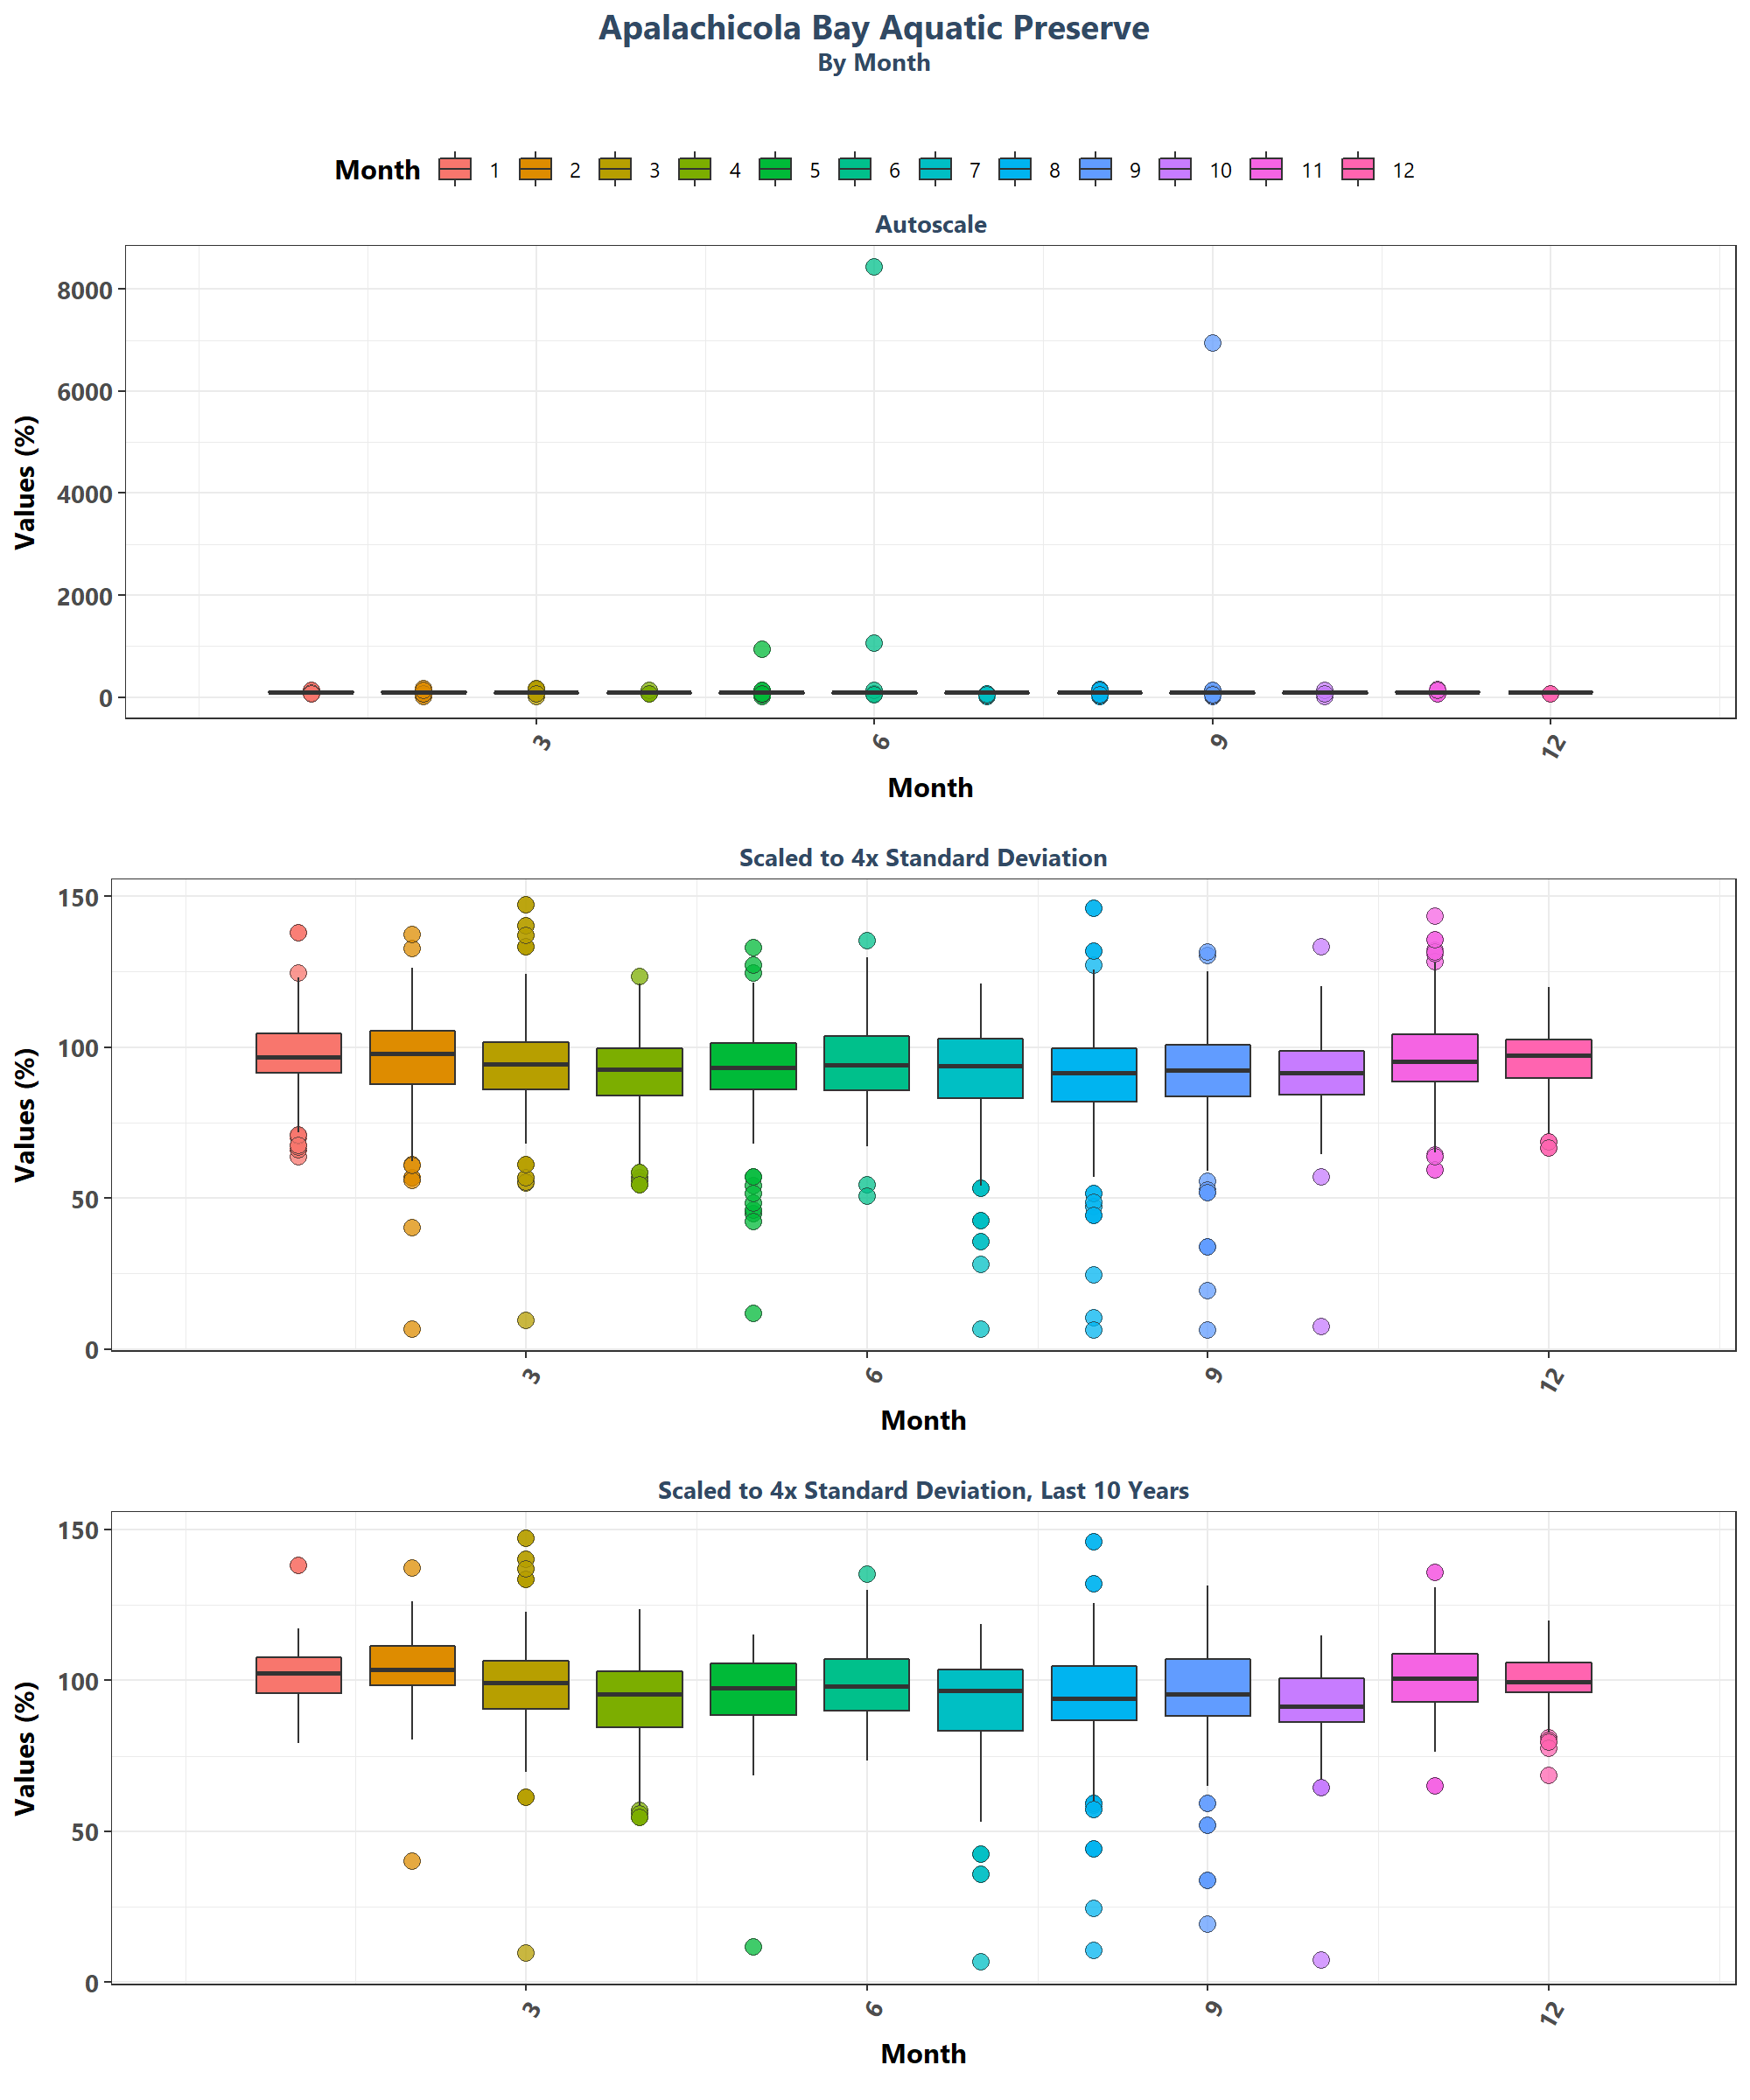 Apalachicola Bay Aquatic Preserve
By Month
Month 1 2 3 4 5 6 7 8 9 10 11 12
Autoscale
8000
6000
4000
2000
0
Values (%)
3 6 9 12
Month
Scaled to 4x Standard Deviation
150
100
50
0
Values (%)
3 6 9 12
Month
Scaled to 4x Standard Deviation, Last 10 Years
150
100
50
0
Values (%)
3 6 9 12
Month